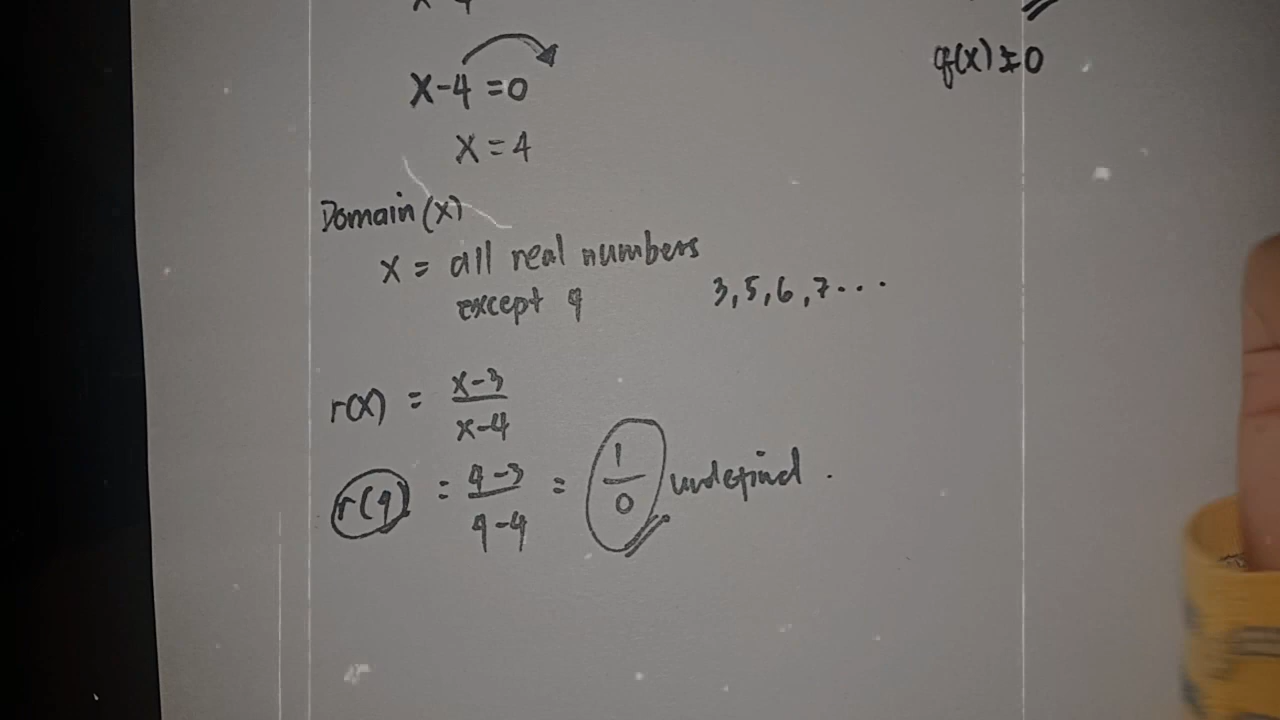 x-4
x-4=0
q(x)≠0
x=4
Domain (x)
x = all real numbers
except 4
3,5,6,7...
r(x) = x-3/x-4
r(4) = 4-3/4-4 = 1/0 undefined.